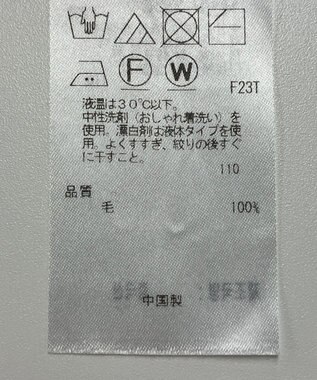 F
W
F23T
液温は30℃以下。
中性洗剤(おしゃれ着洗い)を
使用。漂白剤は液体タイプを使
用。よくすすぎ、絞りの後すぐ
に干すこと。
110
品質
毛 100%
中国製